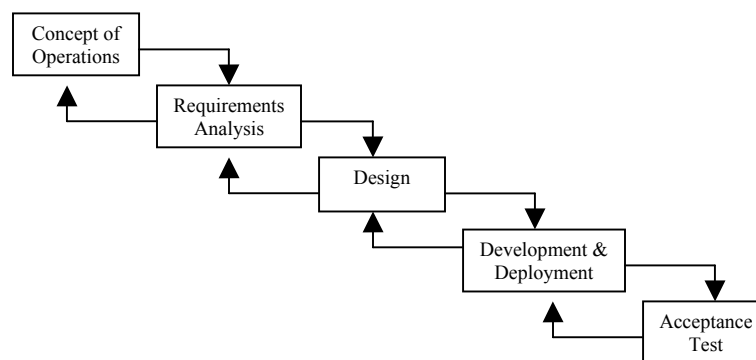 Concept of
Operations
Requirements
Analysis
Design
Development &
Deployment
Acceptance
Test